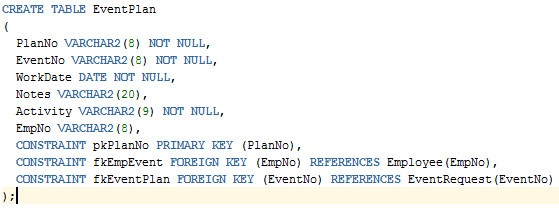 CREATE TABLE EventPlan
(
PlanNo VARCHAR2(8) NOT NULL,
EventNo VARCHAR2(8) NOT NULL,
WorkDate DATE NOT NULL,
Notes VARCHAR2(20),
Activity VARCHAR2(9) NOT NULL,
EmpNo VARCHAR2(8),
CONSTRAINT pkPlanNo PRIMARY KEY (PlanNo),
CONSTRAINT fkEmpEvent FOREIGN KEY (EmpNo) REFERENCES Employee(EmpNo),
CONSTRAINT fkEventPlan FOREIGN KEY (EventNo) REFERENCES EventRequest(EventNo)
);